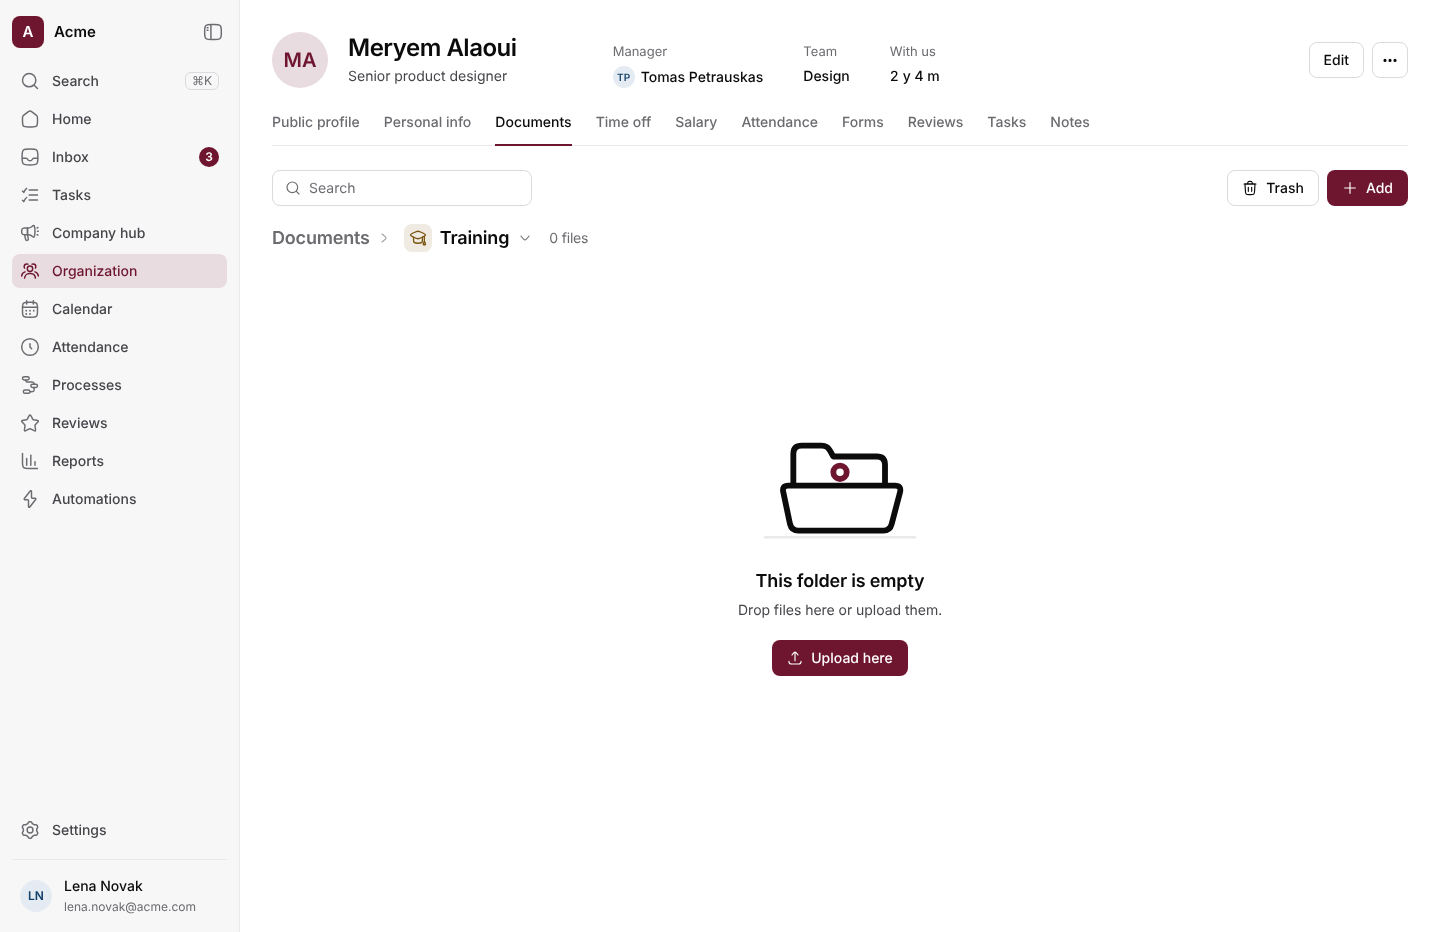 A Acme
Search ⌘K
Home
Inbox 3
Tasks
Company hub
Organization
Calendar
Attendance
Processes
Reviews
Reports
Automations
Settings
LN Lena Novak
lena.novak@acme.com
MA Meryem Alaoui
Senior product designer
Manager
TP Tomas Petrauskas
Team
Design
With us
2 y 4 m
Edit
Public profile Personal info Documents Time off Salary Attendance Forms Reviews Tasks Notes
Search
Trash
Add
Documents Training 0 files
This folder is empty
Drop files here or upload them.
Upload here